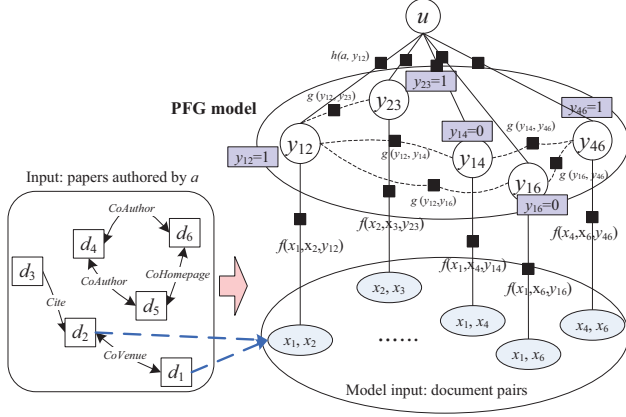 u
h(a, y12)
y23=1
y46=1
PFG model
g (y12, y23)
y23
y14=0
g (y14, y46)
y46
y12=1
y12
g (y12, y14)
y14
g (y16, y46)
y16
g (y12,y16)
y16=0
Input: papers authored by a
CoAuthor
d4
d6
d3
CoAuthor
CoHomepage
Cite
d5
d2
CoVenue
d1
f(x1,x2,y12)
f(x2,x3,y23)
f(x1,x4,y14)
f(x1,x6,y16)
f(x4,x6,y46)
x2, x3
x1, x2
......
x1, x4
x4, x6
x1, x6
Model input: document pairs